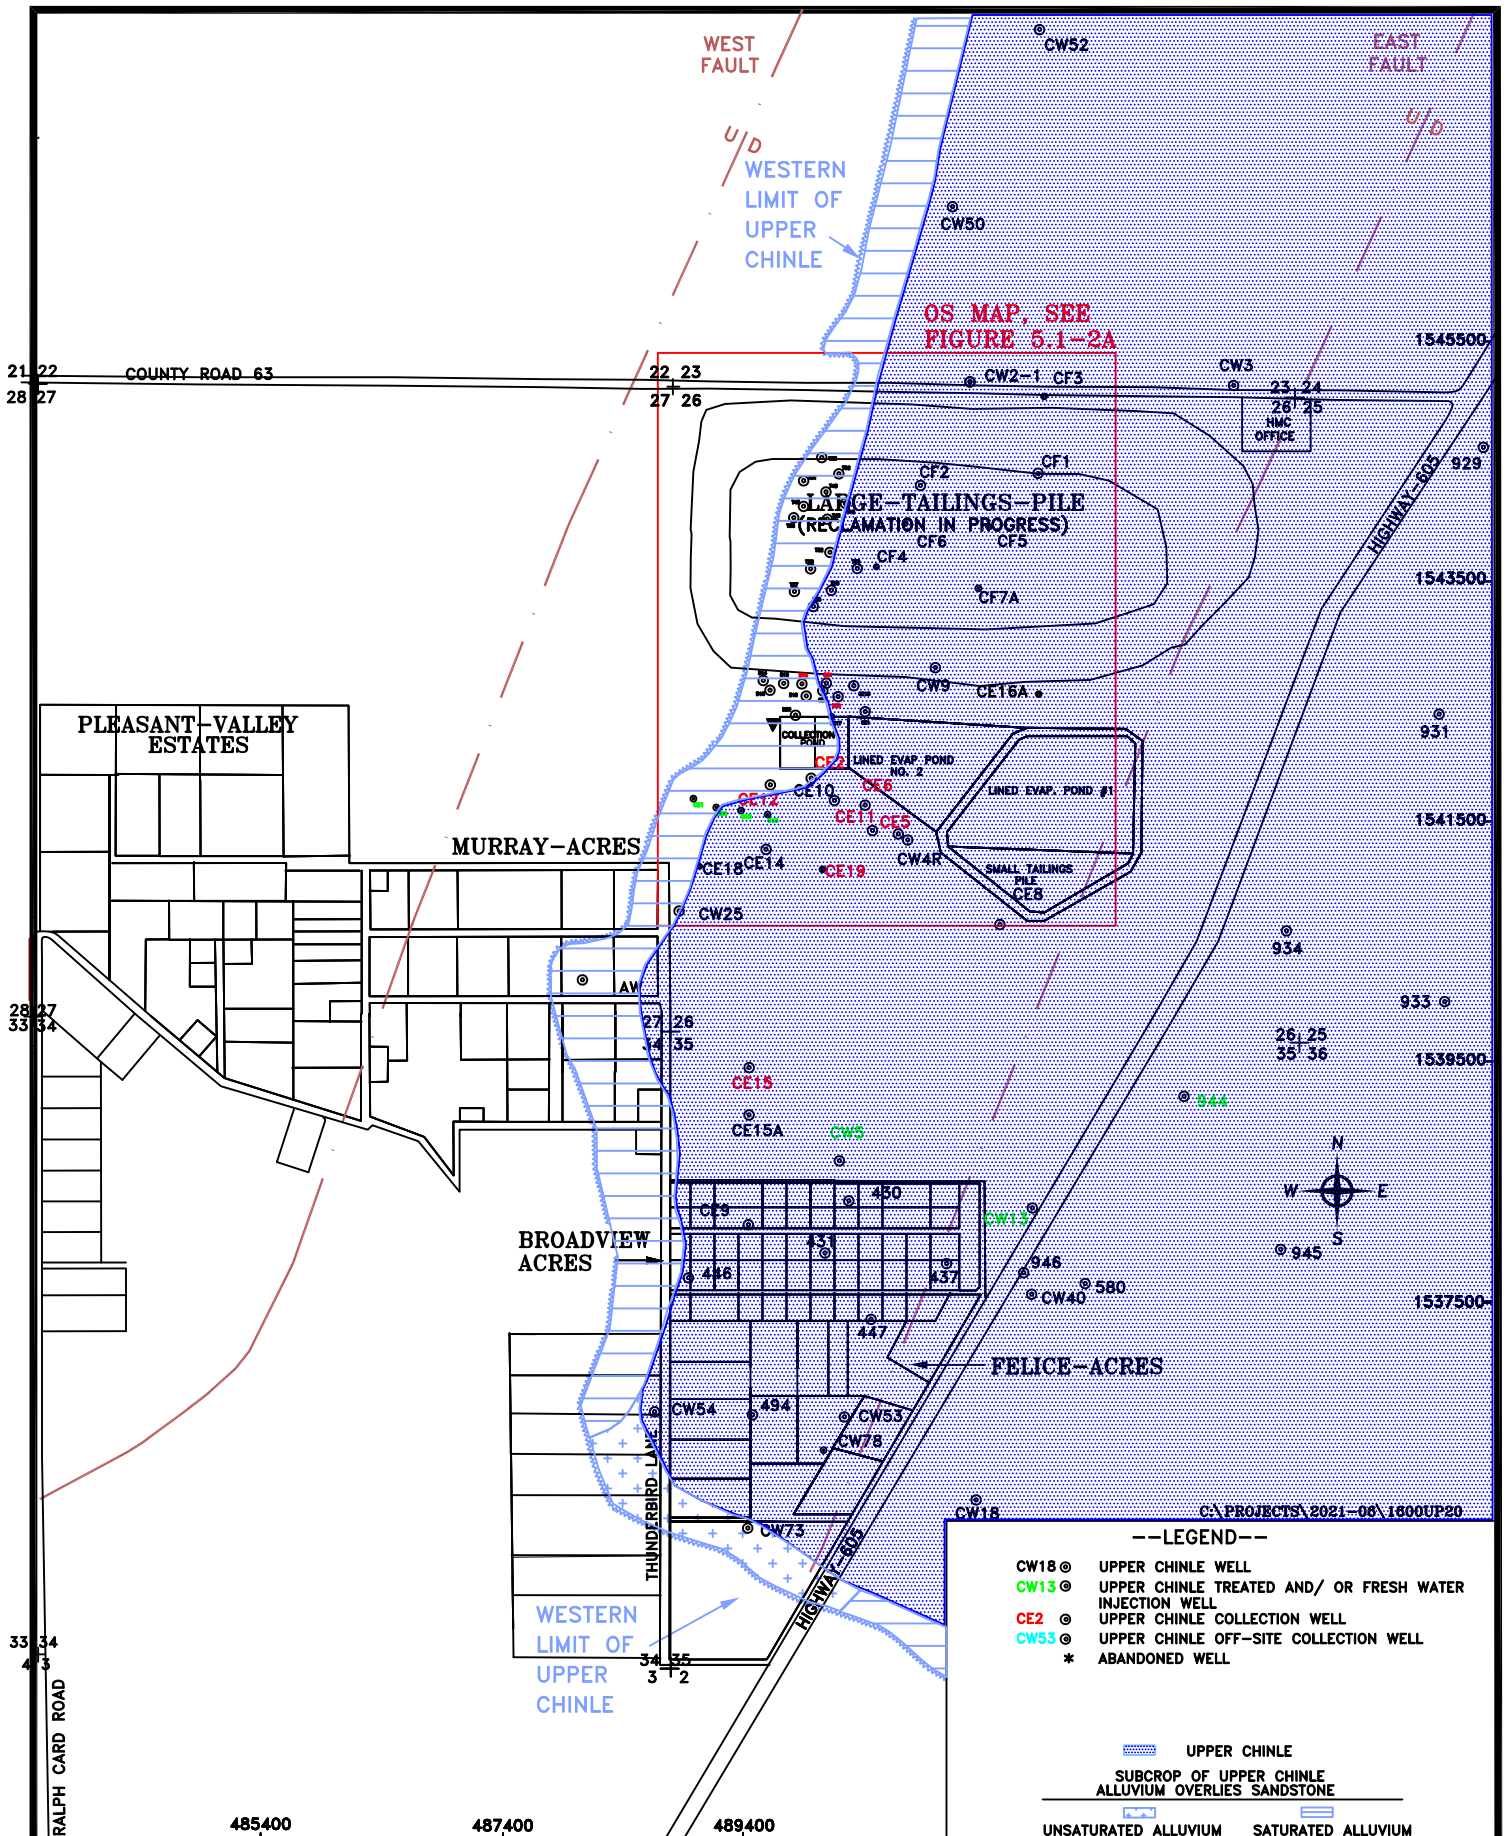 WEST
FAULT
EAST
FAULT
CW52
U/D
U/D
WESTERN
LIMIT OF
UPPER
CHINLE
CW50
OS MAP, SEE
FIGURE 5.1-2A
1545500
21 22
28 27
COUNTY ROAD 63
22 23
27 26
CW2-1
CF3
CW3
23 24
26 25
HMC
OFFICE
929
CF2
CF1
LARGE-TAILINGS-PILE
(RECLAMATION IN PROGRESS)
CF6
CF5
CF4
HIGHWAY-605
1543500
CF7A
CW9
CE16A
PLEASANT-VALLEY
ESTATES
931
COLLECTION
POND
LINED EVAP POND
NO. 2
CE2
CE10
CE6
LINED EVAP. POND #1
CE12
CE11
CE5
1541500
MURRAY-ACRES
CW4R
CE18
CE14
CE19
SMALL TAILINGS
PILE
CE8
CW25
934
AW
933
28 27
33 34
27 26
34 35
26 25
35 36
1539500
CE15
944
CE15A
CW5
N
W E
S
430
CE9
CW13
BROADVIEW
ACRES
431
945
446
437
946
580
CW40
1537500
447
FELICE-ACRES
CW54
494
CW53
CW78
THUNDERBIRD LANE
CW18
C:\PROJECTS\2021-06\1600UP20
CW73
HIGHWAY-605
--LEGEND--
CW18 UPPER CHINLE WELL
CW13 UPPER CHINLE TREATED AND/ OR FRESH WATER
INJECTION WELL
CE2 UPPER CHINLE COLLECTION WELL
CW53 UPPER CHINLE OFF-SITE COLLECTION WELL
* ABANDONED WELL
WESTERN
LIMIT OF
UPPER
CHINLE
33 34
4 3
34 35
3 2
RALPH CARD ROAD
UPPER CHINLE
SUBCROP OF UPPER CHINLE
ALLUVIUM OVERLIES SANDSTONE
UNSATURATED ALLUVIUM SATURATED ALLUVIUM
485400
487400
489400